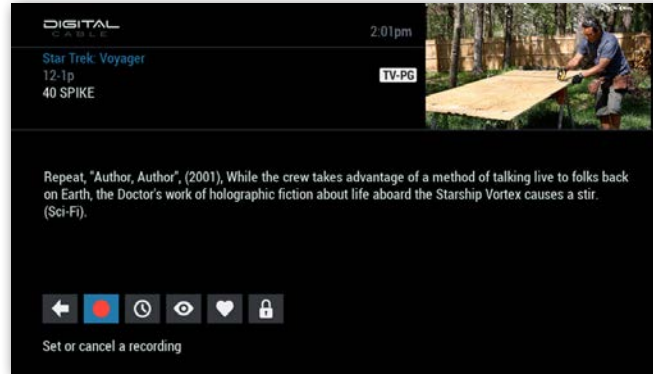 DIGITAL
CABLE
2:01pm
Star Trek: Voyager
12-1p
TV-PG
40 SPIKE
Repeat, "Author, Author", (2001), While the crew takes advantage of a method of talking live to folks back
on Earth, the Doctor's work of holographic fiction about life aboard the Starship Vortex causes a stir.
(Sci-Fi).
Set or cancel a recording